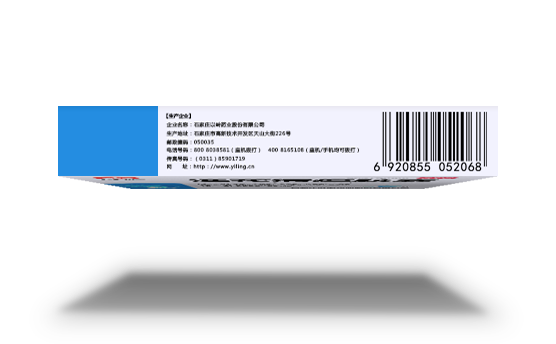 【生产企业】
企业名称：石家庄以岭药业股份有限公司
生产地址：石家庄市高新技术开发区天山大街226号
邮政编码：050035
电话号码：800 8036581（座机拨打） 400 8165108（座机/手机均可拨打）
传真号码：（0311）85901719
网 址：http：//www.yiling.cn
6 920855 052068